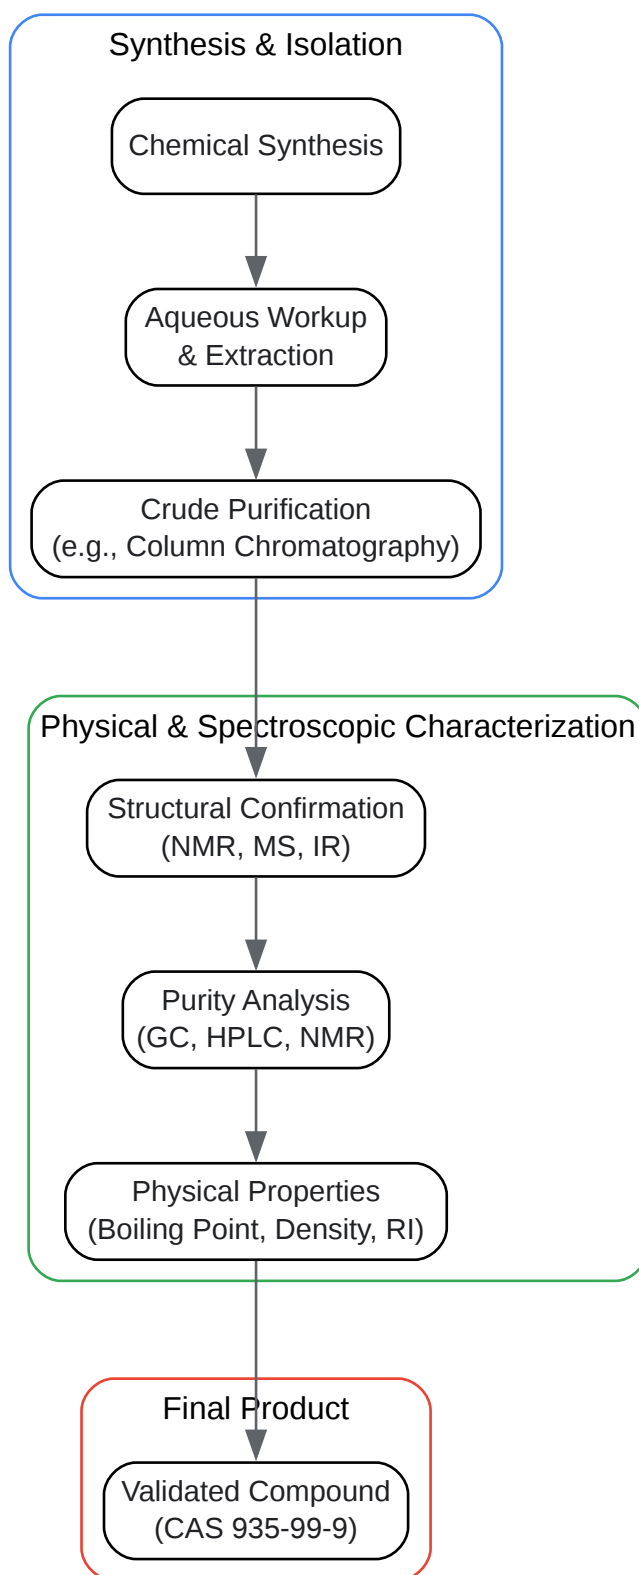 Synthesis & Isolation
Chemical Synthesis
Aqueous Workup
& Extraction
Crude Purification
(e.g., Column Chromatography)
Physical & Spectroscopic Characterization
Structural Confirmation
(NMR, MS, IR)
Purity Analysis
(GC, HPLC, NMR)
Physical Properties
(Boiling Point, Density, RI)
Final Product
Validated Compound
(CAS 935-99-9)